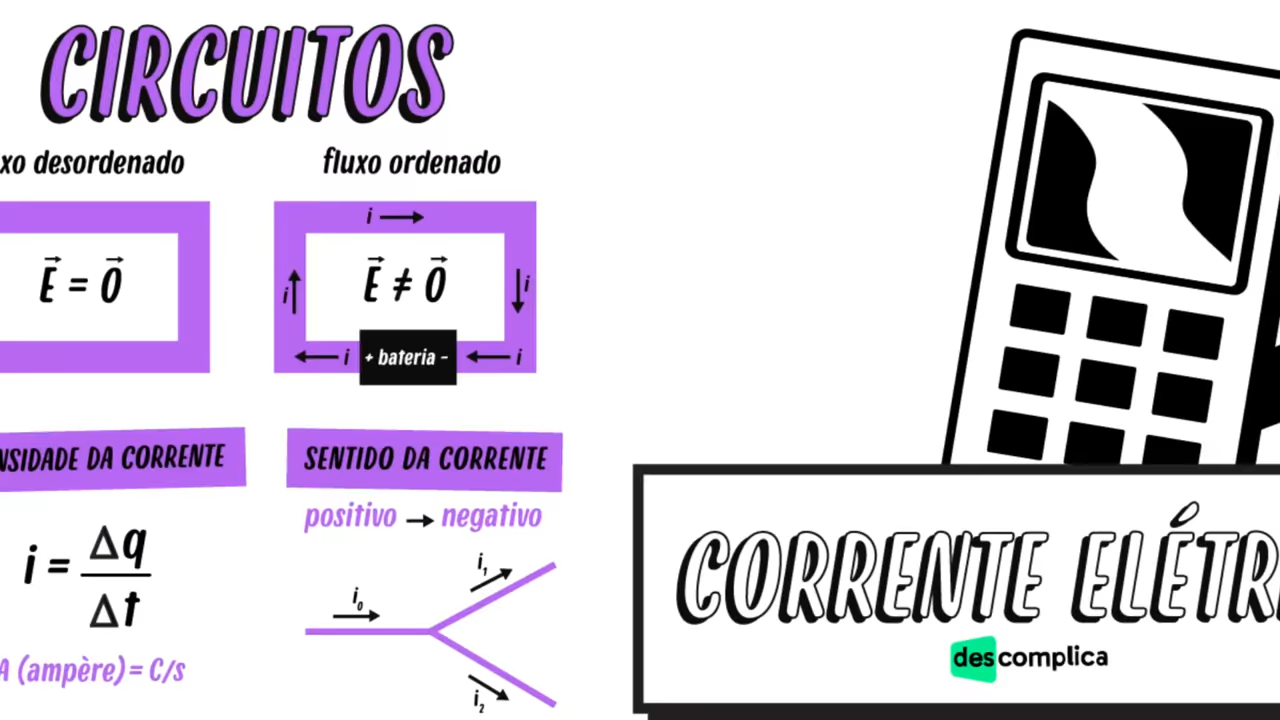 CIRCUITOS
xo desordenado
fluxo ordenado
E = 0
i
E ≠ 0
i
i
i
+ bateria -
i
NSIDADE DA CORRENTE
SENTIDO DA CORRENTE
positivo → negativo
i = Δq
Δt
A (ampère) = C/s
i₀
i₁
i₂
CORRENTE ELÉTR
descomplica